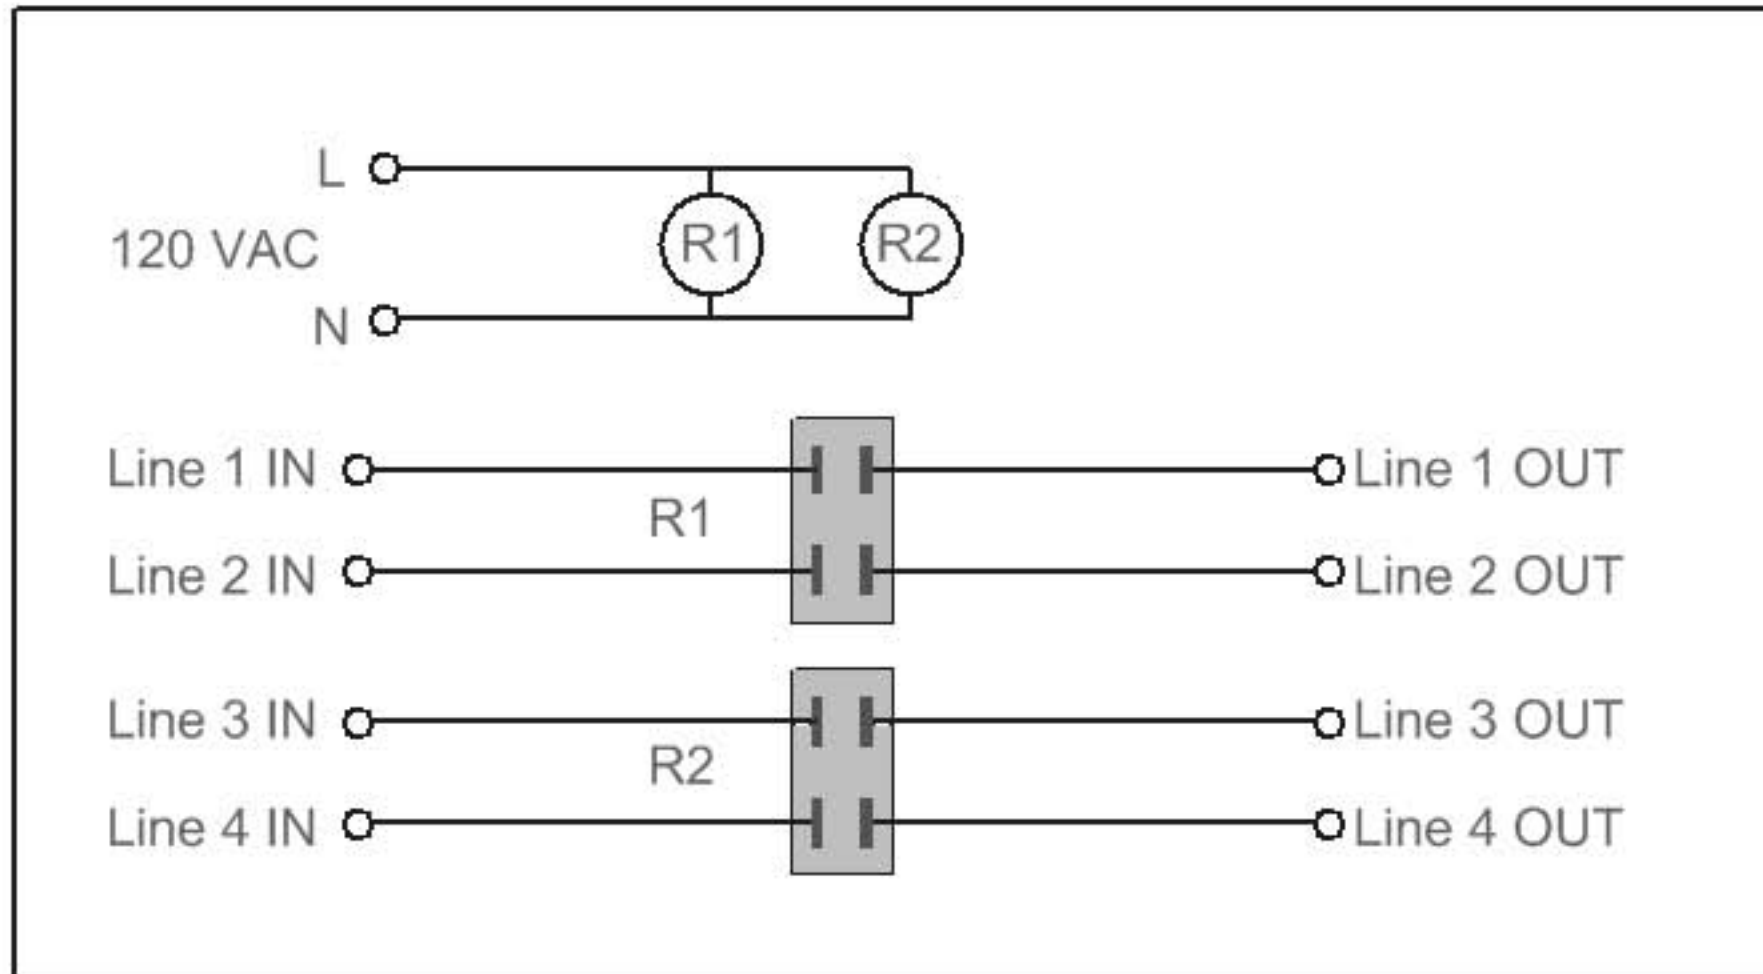 L
120 VAC
N
R1
R2
Line 1 IN
Line 1 OUT
R1
Line 2 IN
Line 2 OUT
Line 3 IN
Line 3 OUT
R2
Line 4 IN
Line 4 OUT